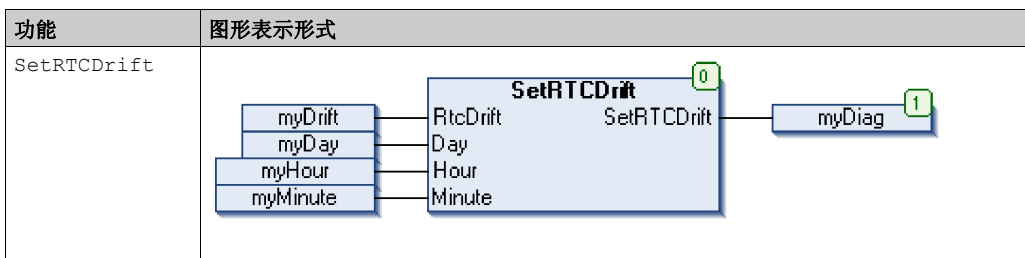 功能 图形表示形式
SetRTCDrift
0
SetRTCDrift
myDrift RtcDrift SetRTCDrift myDiag 1
myDay Day
myHour Hour
myMinute Minute